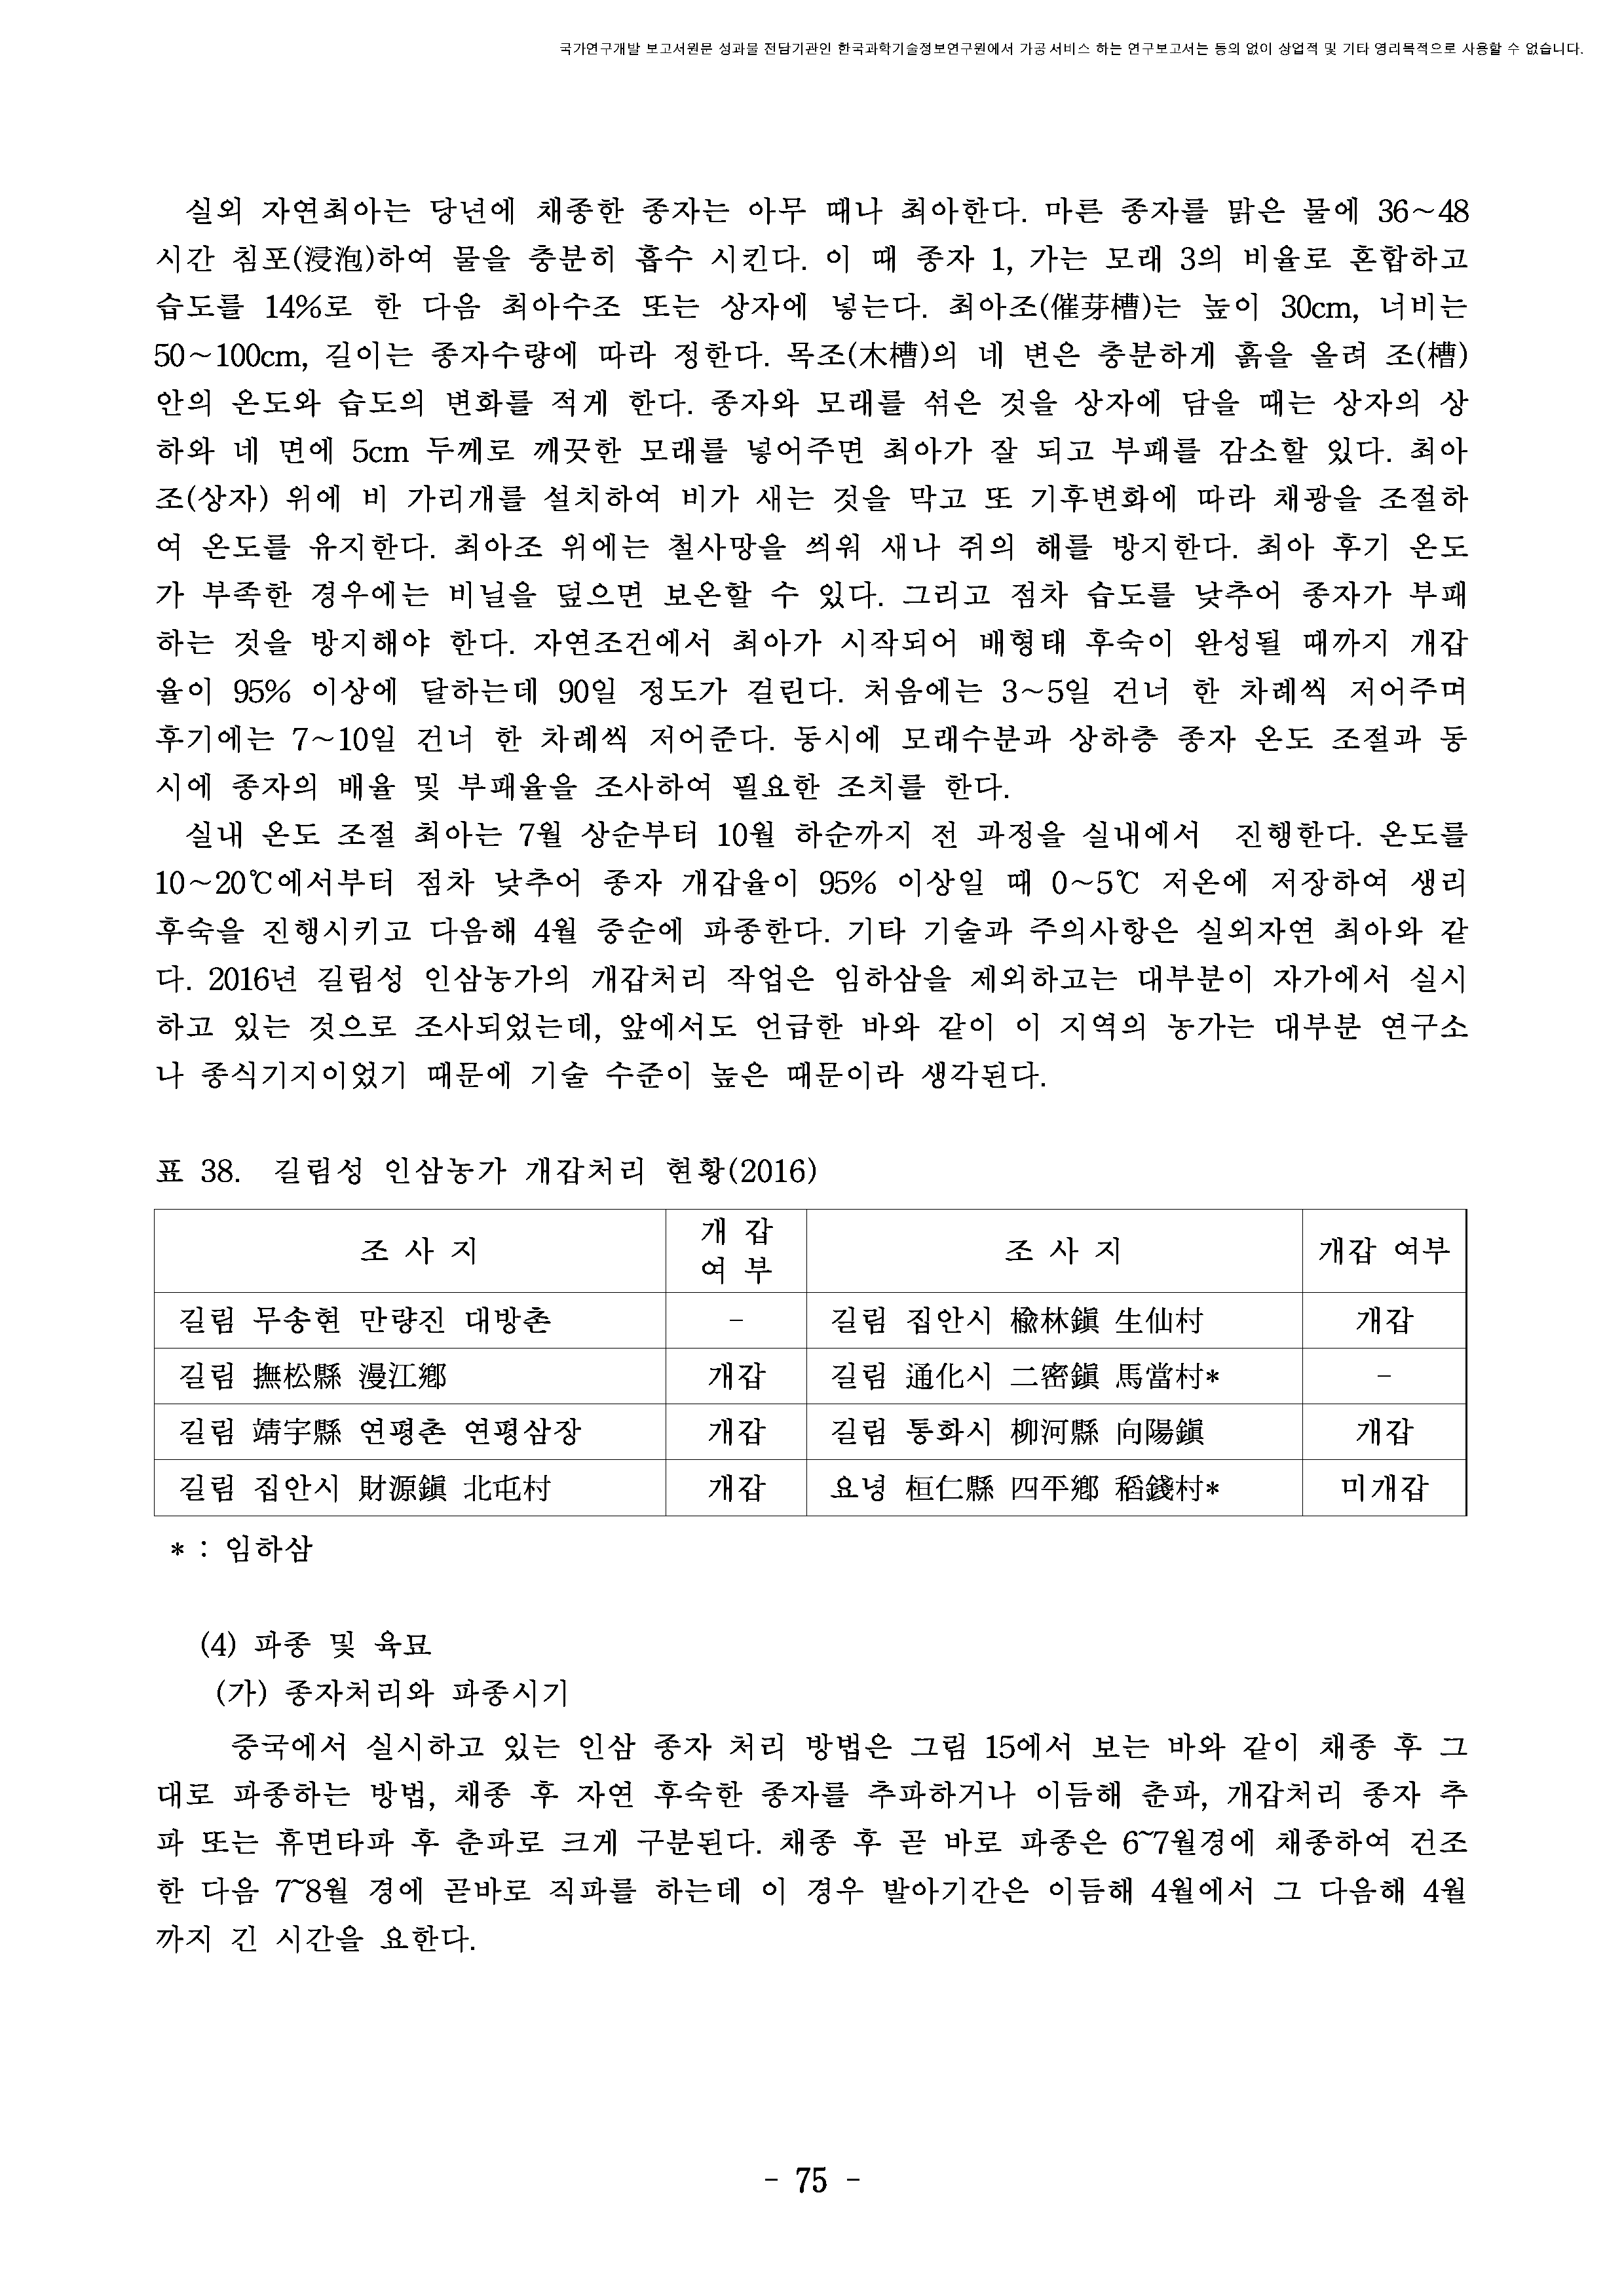 국가연구개발 보고서원문 성과물 전담기관인 한국과학기술정보연구원에서 가공·서비스 하는 연구보고서는 동의 없이 상업적 및 기타 영리목적으로 사용할 수 없습니다.
실외 자연최아는 당년에 채종한 종자는 아무 때나 최아한다. 마른 종자를 맑은 물에 36～48
시간 침포(浸泡)하여 물을 충분히 흡수 시킨다. 이 때 종자 1, 가는 모래 3의 비율로 혼합하고
습도를 14%로 한 다음 최아수조 또는 상자에 넣는다. 최아조(催芽槽)는 높이 30cm, 너비는
50～100cm, 길이는 종자수량에 따라 정한다. 목조(木槽)의 네 변은 충분하게 흙을 올려 조(槽)
안의 온도와 습도의 변화를 적게 한다. 종자와 모래를 섞은 것을 상자에 담을 때는 상자의 상
하와 네 면에 5cm 두께로 깨끗한 모래를 넣어주면 최아가 잘 되고 부패를 감소할 있다. 최아
조(상자) 위에 비 가리개를 설치하여 비가 새는 것을 막고 또 기후변화에 따라 채광을 조절하
여 온도를 유지한다. 최아조 위에는 철사망을 씌워 새나 쥐의 해를 방지한다. 최아 후기 온도
가 부족한 경우에는 비닐을 덮으면 보온할 수 있다. 그리고 점차 습도를 낮추어 종자가 부패
하는 것을 방지해야 한다. 자연조건에서 최아가 시작되어 배형태 후숙이 완성될 때까지 개갑
율이 95% 이상에 달하는데 90일 정도가 걸린다. 처음에는 3～5일 건너 한 차례씩 저어주며
후기에는 7～10일 건너 한 차례씩 저어준다. 동시에 모래수분과 상하층 종자 온도 조절과 동
시에 종자의 배율 및 부패율을 조사하여 필요한 조치를 한다.
실내 온도 조절 최아는 7월 상순부터 10월 하순까지 전 과정을 실내에서 진행한다. 온도를
10～20℃에서부터 점차 낮추어 종자 개갑율이 95% 이상일 때 0～5℃ 저온에 저장하여 생리
후숙을 진행시키고 다음해 4월 중순에 파종한다. 기타 기술과 주의사항은 실외자연 최아와 같
다. 2016년 길림성 인삼농가의 개갑처리 작업은 임하삼을 제외하고는 대부분이 자가에서 실시
하고 있는 것으로 조사되었는데, 앞에서도 언급한 바와 같이 이 지역의 농가는 대부분 연구소
나 종식기지이었기 때문에 기술 수준이 높은 때문이라 생각된다.
표 38. 길림성 인삼농가 개갑처리 현황(2016)
조 사 지 개 갑 여 부 조 사 지 개갑 여부
길림 무송현 만량진 대방촌 - 길림 집안시 楡林鎭 生仙村 개갑
길림 撫松縣 漫江鄕 개갑 길림 通化시 二密鎭 馬當村* -
길림 靖宇縣 연평촌 연평삼장 개갑 길림 통화시 柳河縣 向陽鎭 개갑
길림 집안시 財源鎭 北屯村 개갑 요녕 桓仁縣 四平鄕 稻錢村* 미개갑
* : 임하삼
(4) 파종 및 육묘
(가) 종자처리와 파종시기
중국에서 실시하고 있는 인삼 종자 처리 방법은 그림 15에서 보는 바와 같이 채종 후 그
대로 파종하는 방법, 채종 후 자연 후숙한 종자를 추파하거나 이듬해 춘파, 개갑처리 종자 추
파 또는 휴면타파 후 춘파로 크게 구분된다. 채종 후 곧 바로 파종은 6~7월경에 채종하여 건조
한 다음 7~8월 경에 곧바로 직파를 하는데 이 경우 발아기간은 이듬해 4월에서 그 다음해 4월
까지 긴 시간을 요한다.
- 75 -